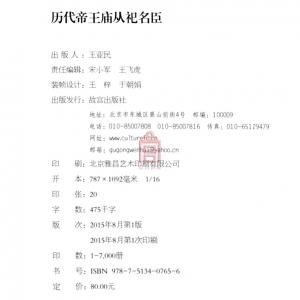 历代帝王庙从祀名臣
出 版 人：王亚民
责任编辑：宋小军 王飞虎
装帧设计：王 梓 于朝娟
出版发行：故宫出版社
地址：北京市东城区景山前街4号 邮编：100009
电话：010-85007808 010-85007816 传真：010-65129479
网址：www.culturefc.cn
邮箱：gugongwenhua@yahoo.cn
印 刷：北京雅昌艺术印刷有限公司
开 本：787×1092毫米 1/16
印 张：20
字 数：475千字
版 次：2015年8月第1版
2015年8月第1次印刷
印 数：1-7,000册
书 号：ISBN 978-7-5134-0765-6
定 价：80.00元